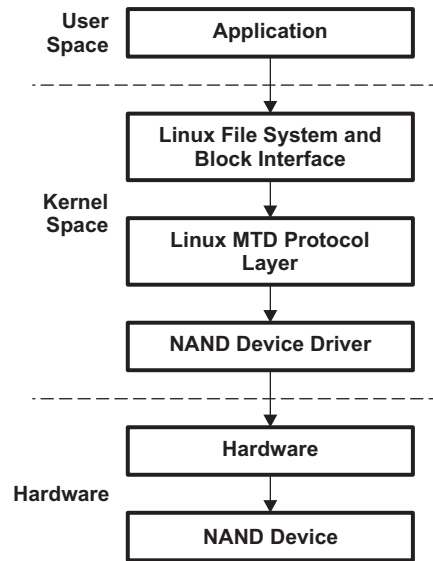 User
Space
Application
Linux File System and
Block Interface
Kernel
Space
Linux MTD Protocol
Layer
NAND Device Driver
Hardware
Hardware
NAND Device